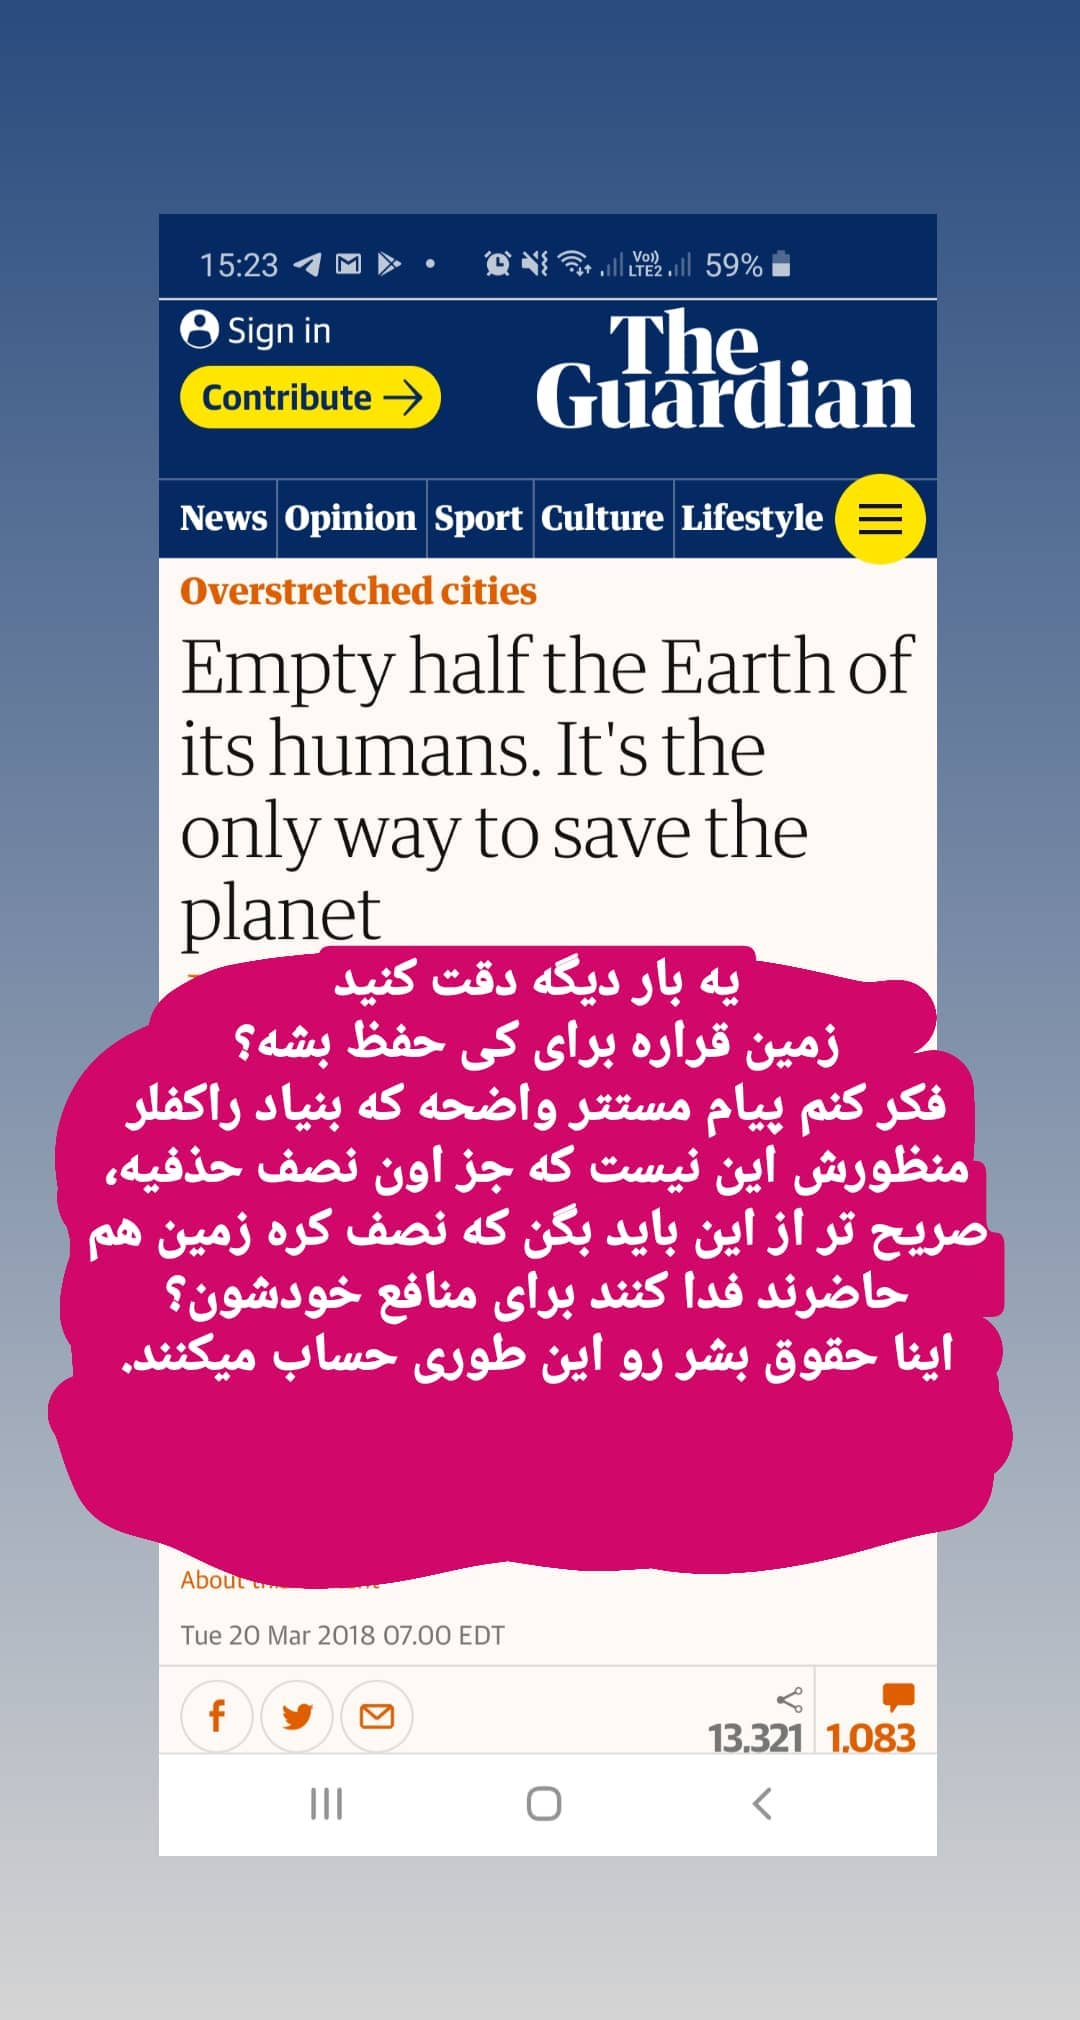 15:23
Vo))
LTE2
59%
Sign in
Contribute
The
Guardian
News
Opinion
Sport
Culture
Lifestyle
Overstretched cities
Empty half the Earth of
its humans. It's the
only way to save the
planet
یه بار دیگه دقت کنید
زمین قراره برای کی حفظ بشه؟
فکر کنم پیام مستتر واضحه که بنیاد راکفلر
منظورش این نیست که جز اون نصف حذفیه،
صریح تر از این باید بگن که نصف کره زمین هم
حاضرند فدا کنند برای منافع خودشون؟
اینا حقوق بشر رو این طوری حساب میکنند.
About
Tue 20 Mar 2018 07.00 EDT
13,321
1,083